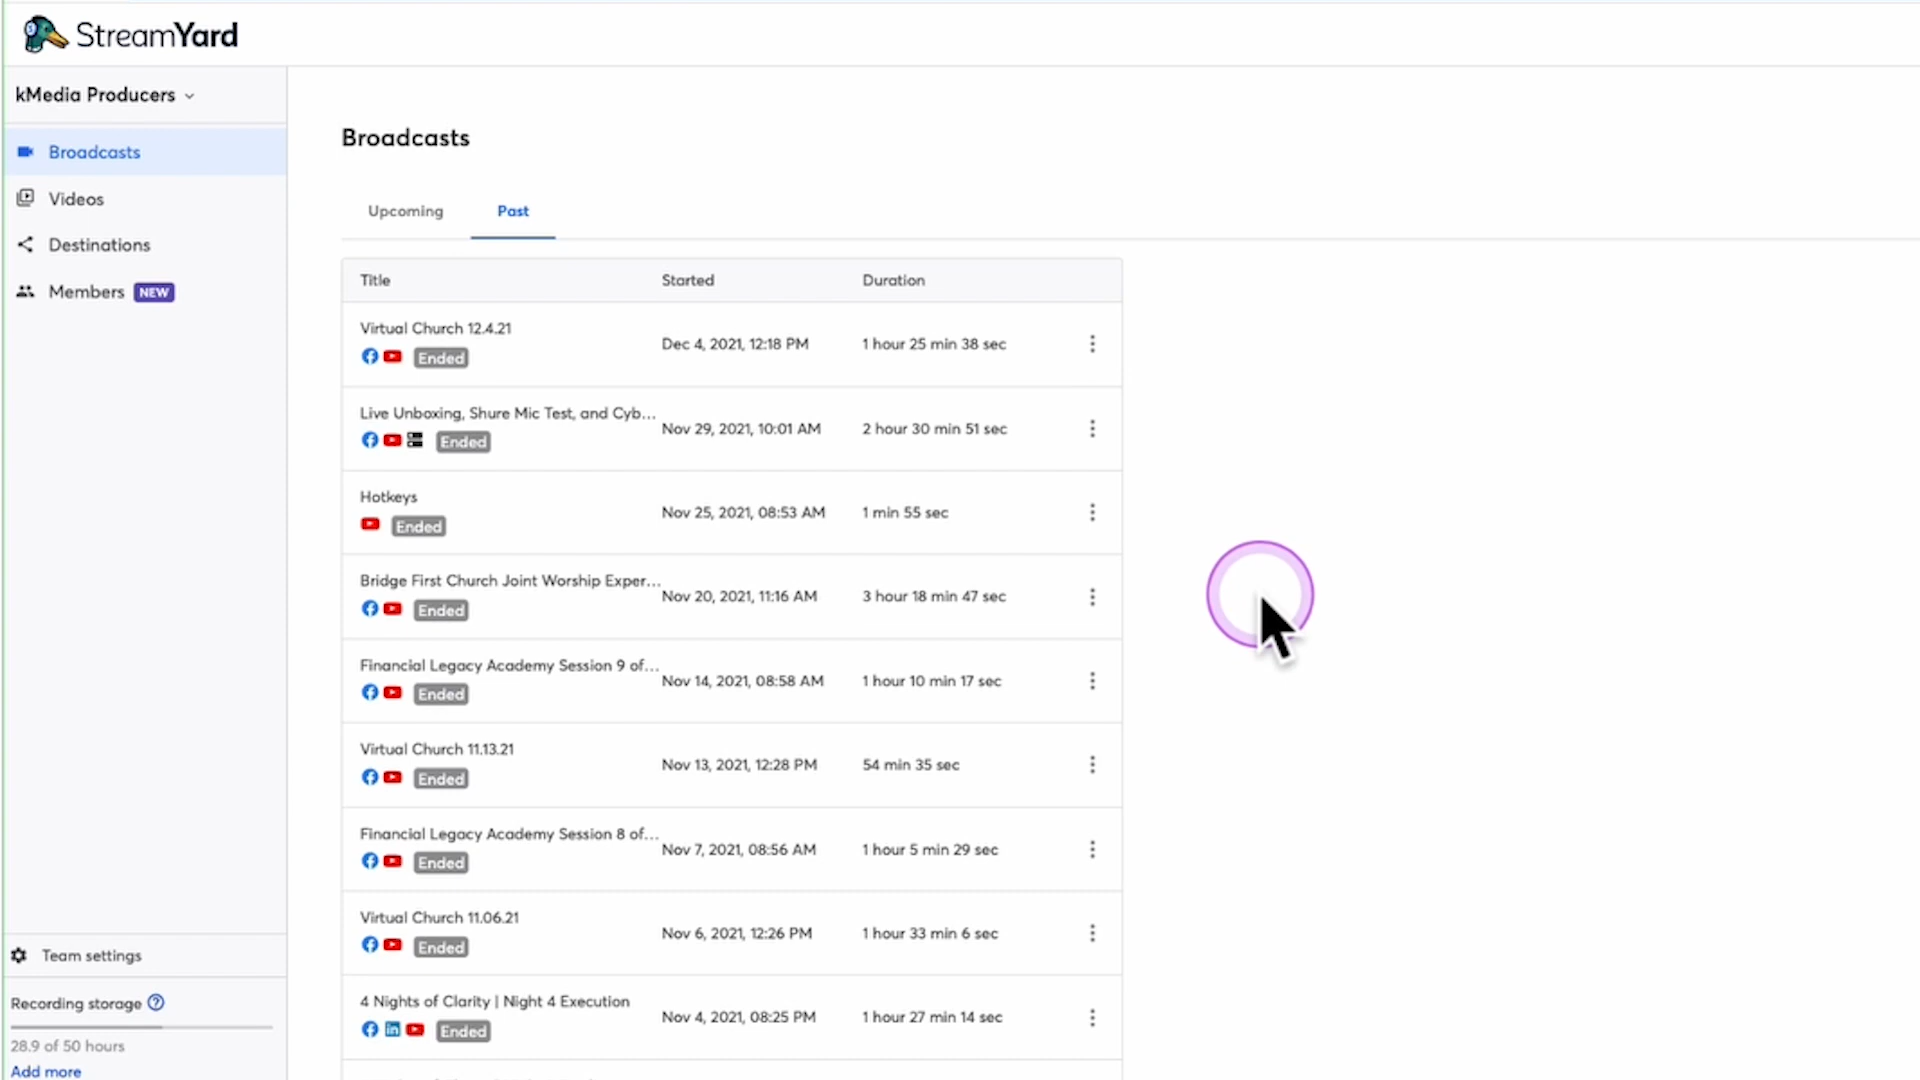 StreamYard
kMedia Producers
Broadcasts
Videos
Destinations
Members NEW
Team settings
Recording storage ?
28.9 of 50 hours
Add more
Broadcasts
Upcoming Past
Title Started Duration
Virtual Church 12.4.21
Ended
Dec 4, 2021, 12:18 PM 1 hour 25 min 38 sec
Live Unboxing, Shure Mic Test, and Cyb...
Ended
Nov 29, 2021, 10:01 AM 2 hour 30 min 51 sec
Hotkeys
Ended
Nov 25, 2021, 08:53 AM 1 min 55 sec
Bridge First Church Joint Worship Exper...
Ended
Nov 20, 2021, 11:16 AM 3 hour 18 min 47 sec
Financial Legacy Academy Session 9 of...
Ended
Nov 14, 2021, 08:58 AM 1 hour 10 min 17 sec
Virtual Church 11.13.21
Ended
Nov 13, 2021, 12:28 PM 54 min 35 sec
Financial Legacy Academy Session 8 of...
Ended
Nov 7, 2021, 08:56 AM 1 hour 5 min 29 sec
Virtual Church 11.06.21
Ended
Nov 6, 2021, 12:26 PM 1 hour 33 min 6 sec
4 Nights of Clarity | Night 4 Execution
Ended
Nov 4, 2021, 08:25 PM 1 hour 27 min 14 sec